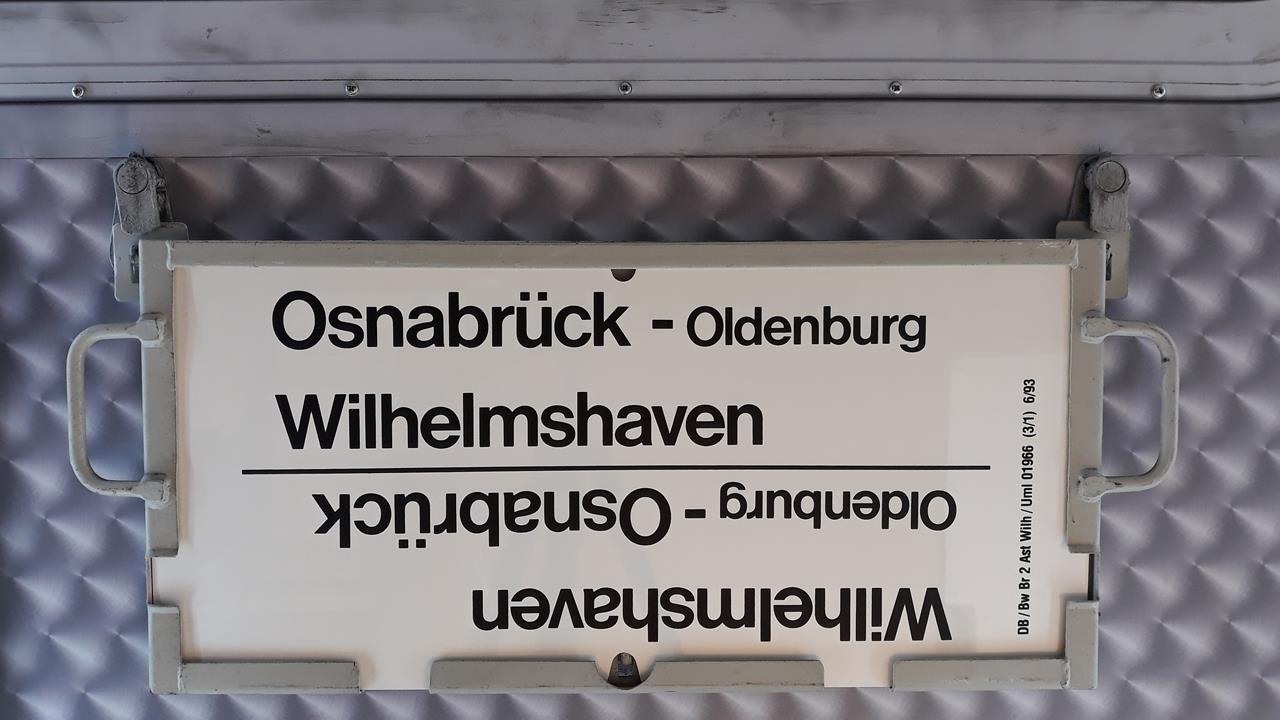 Osnabrück - Oldenburg
Wilhelmshaven
Wilhelmshaven
Oldenburg - Osnabrück
DB / Bw Br 2 Ast Wilh / Uml 01966 (3/1) 6/93